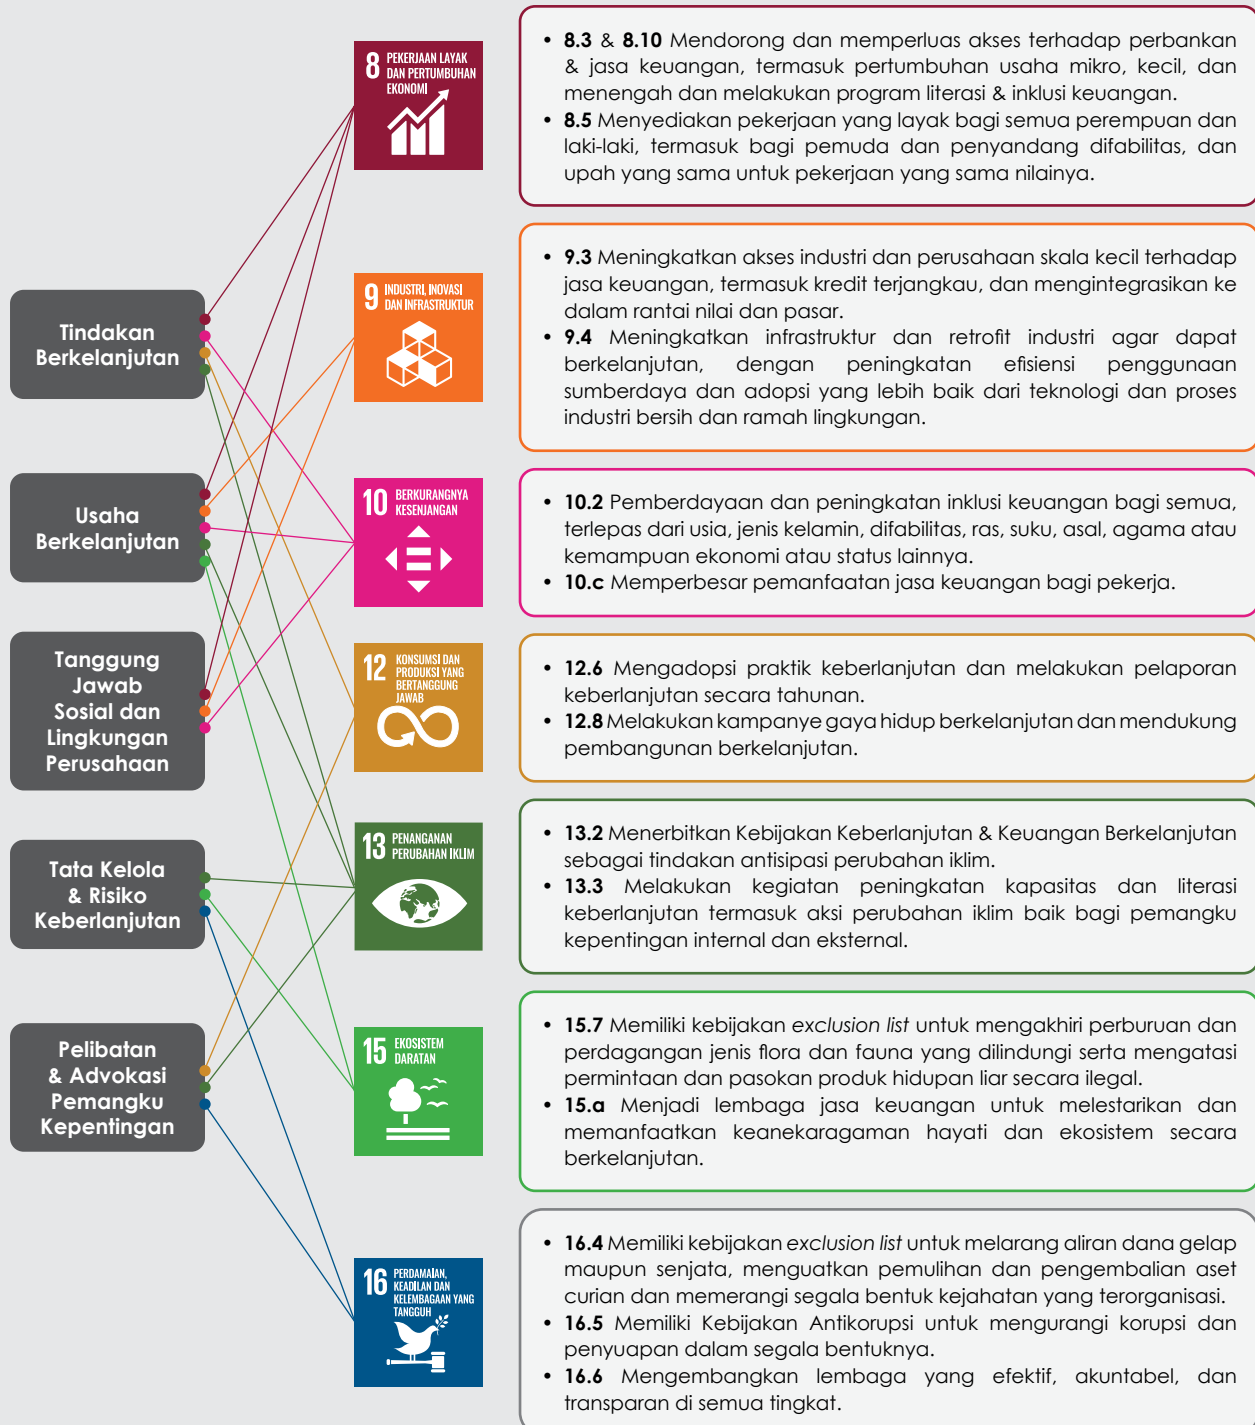 Tindakan
Berkelanjutan
Usaha
Berkelanjutan
Tanggung
Jawab
Sosial dan
Lingkungan
Perusahaan
Tata Kelola
& Risiko
Keberlanjutan
Pelibatan
& Advokasi
Pemangku
Kepentingan
8 PEKERJAAN LAYAK
DAN PERTUMBUHAN
EKONOMI
• 8.3 & 8.10 Mendorong dan memperluas akses terhadap perbankan
& jasa keuangan, termasuk pertumbuhan usaha mikro, kecil, dan
menengah dan melakukan program literasi & inklusi keuangan.
• 8.5 Menyediakan pekerjaan yang layak bagi semua perempuan dan
laki-laki, termasuk bagi pemuda dan penyandang difabilitas, dan
upah yang sama untuk pekerjaan yang sama nilainya.
9 INDUSTRI, INOVASI
DAN INFRASTRUKTUR
• 9.3 Meningkatkan akses industri dan perusahaan skala kecil terhadap
jasa keuangan, termasuk kredit terjangkau, dan mengintegrasikan ke
dalam rantai nilai dan pasar.
• 9.4 Meningkatkan infrastruktur dan retrofit industri agar dapat
berkelanjutan, dengan peningkatan efisiensi penggunaan
sumberdaya dan adopsi yang lebih baik dari teknologi dan proses
industri bersih dan ramah lingkungan.
10 BERKURANGNYA
KESENJANGAN
• 10.2 Pemberdayaan dan peningkatan inklusi keuangan bagi semua,
terlepas dari usia, jenis kelamin, difabilitas, ras, suku, asal, agama atau
kemampuan ekonomi atau status lainnya.
• 10.c Memperbesar pemanfaatan jasa keuangan bagi pekerja.
12 KONSUMSI DAN
PRODUKSI YANG
BERTANGGUNG
JAWAB
• 12.6 Mengadopsi praktik keberlanjutan dan melakukan pelaporan
keberlanjutan secara tahunan.
• 12.8 Melakukan kampanye gaya hidup berkelanjutan dan mendukung
pembangunan berkelanjutan.
13 PENANGANAN
PERUBAHAN IKLIM
• 13.2 Menerbitkan Kebijakan Keberlanjutan & Keuangan Berkelanjutan
sebagai tindakan antisipasi perubahan iklim.
• 13.3 Melakukan kegiatan peningkatan kapasitas dan literasi
keberlanjutan termasuk aksi perubahan iklim baik bagi pemangku
kepentingan internal dan eksternal.
15 EKOSISTEM
DARATAN
• 15.7 Memiliki kebijakan exclusion list untuk mengakhiri perburuan dan
perdagangan jenis flora dan fauna yang dilindungi serta mengatasi
permintaan dan pasokan produk hidupan liar secara ilegal.
• 15.a Menjadi lembaga jasa keuangan untuk melestarikan dan
memanfaatkan keanekaragaman hayati dan ekosistem secara
berkelanjutan.
16 PERDAMAIAN,
KEADILAN DAN
KELEMBAGAAN YANG
TANGGUH
• 16.4 Memiliki kebijakan exclusion list untuk melarang aliran dana gelap
maupun senjata, menguatkan pemulihan dan pengembalian aset
curian dan memerangi segala bentuk kejahatan yang terorganisasi.
• 16.5 Memiliki Kebijakan Antikorupsi untuk mengurangi korupsi dan
penyuapan dalam segala bentuknya.
• 16.6 Mengembangkan lembaga yang efektif, akuntabel, dan
transparan di semua tingkat.